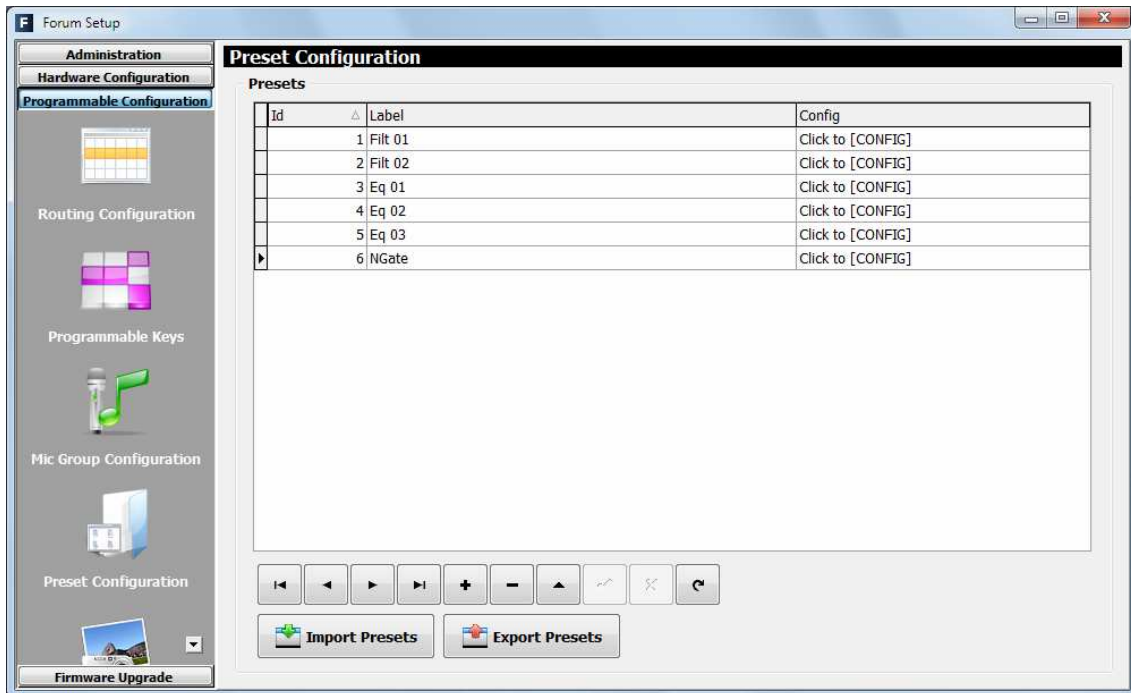 F Forum Setup
Administration
Hardware Configuration
Programmable Configuration
Routing Configuration
Programmable Keys
Mic Group Configuration
Preset Configuration
Firmware Upgrade
Preset Configuration
Presets
Id Label Config
1 Filt 01 Click to [CONFIG]
2 Filt 02 Click to [CONFIG]
3 Eq 01 Click to [CONFIG]
4 Eq 02 Click to [CONFIG]
5 Eq 03 Click to [CONFIG]
6 NGate Click to [CONFIG]
Import Presets Export Presets